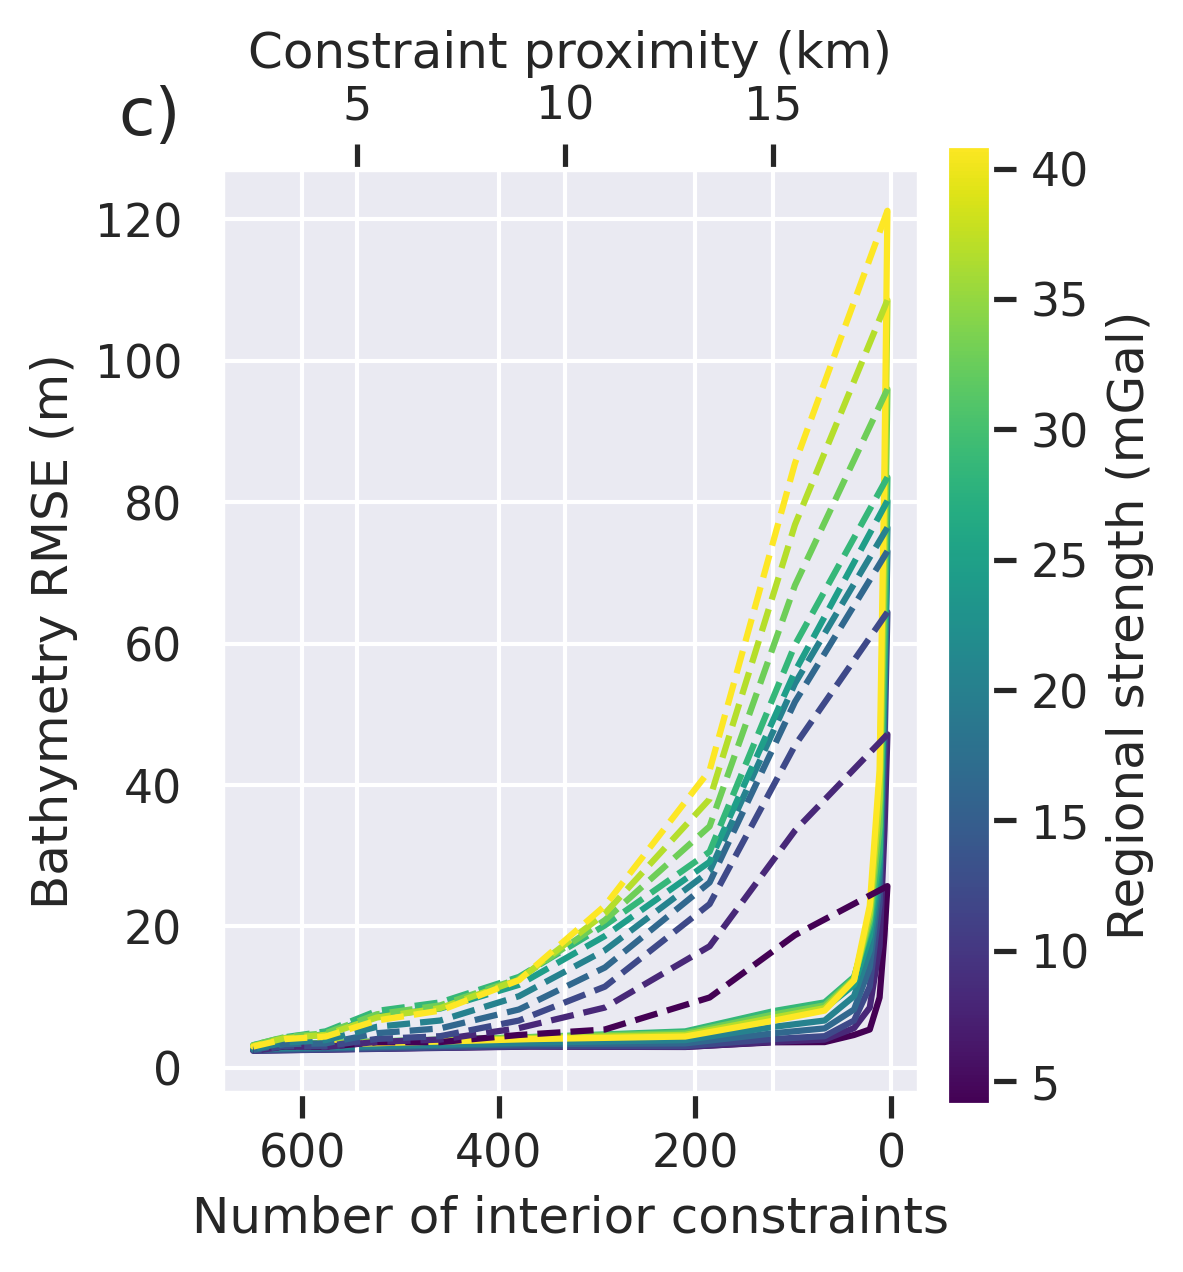 Constraint proximity (km)
c)
5 10 15
120
100
80
60
40
20
0
Bathymetry RMSE (m)
600 400 200 0
Number of interior constraints
40
35
30
25
20
15
10
5
Regional strength (mGal)